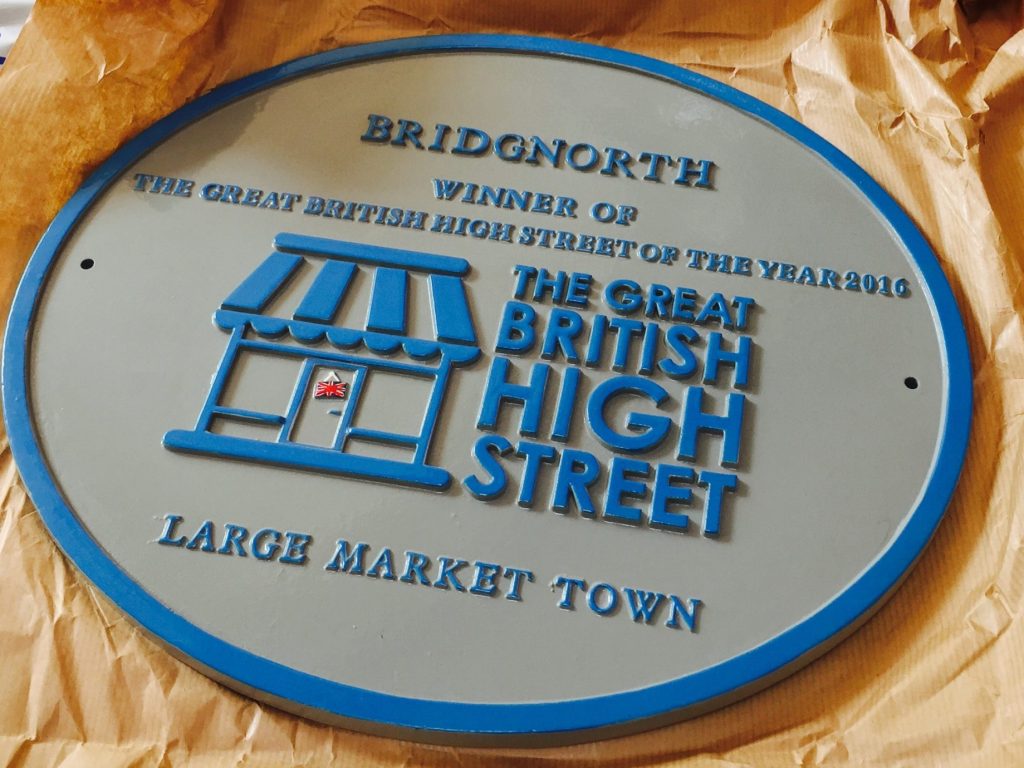 BRIDGNORTH
WINNER OF
THE GREAT BRITISH HIGH STREET OF THE YEAR 2016
THE GREAT
BRITISH
HIGH
STREET
LARGE MARKET TOWN